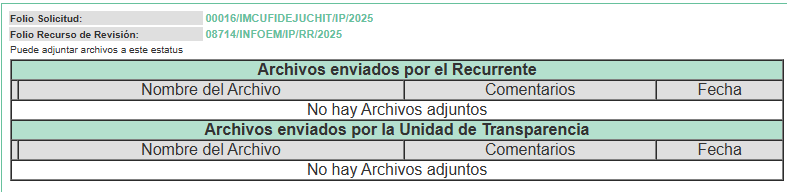 Folio Solicitud: 00016/IMCUFIDEJUCHIT/IP/2025
Folio Recurso de Revisión: 08714/INFOEM/IP/RR/2025
Puede adjuntar archivos a este estatus
Archivos enviados por el Recurrente
Nombre del Archivo Comentarios Fecha
No hay Archivos adjuntos
Archivos enviados por la Unidad de Transparencia
Nombre del Archivo Comentarios Fecha
No hay Archivos adjuntos